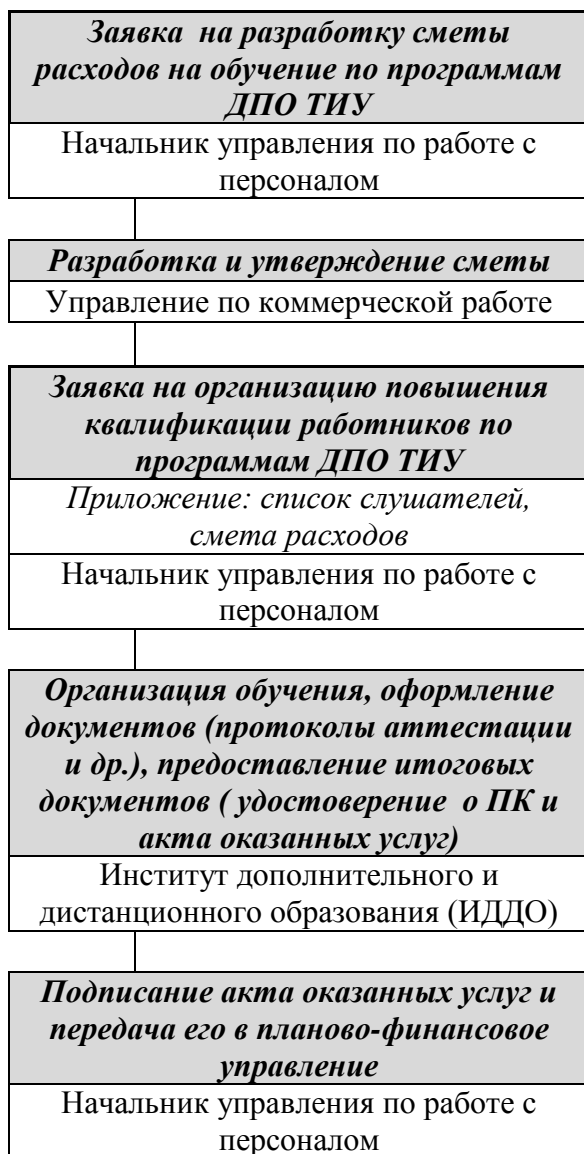 Заявка на разработку сметы
расходов на обучение по программам
ДПО ТИУ
Начальник управления по работе с
персоналом
Разработка и утверждение сметы
Управление по коммерческой работе
Заявка на организацию повышения
квалификации работников по
программам ДПО ТИУ
Приложение: список слушателей,
смета расходов
Начальник управления по работе с
персоналом
Организация обучения, оформление
документов (протоколы аттестации
и др.), предоставление итоговых
документов ( удостоверение о ПК и
акта оказанных услуг)
Институт дополнительного и
дистанционного образования (ИДДО)
Подписание акта оказанных услуг и
передача его в планово-финансовое
управление
Начальник управления по работе с
персоналом